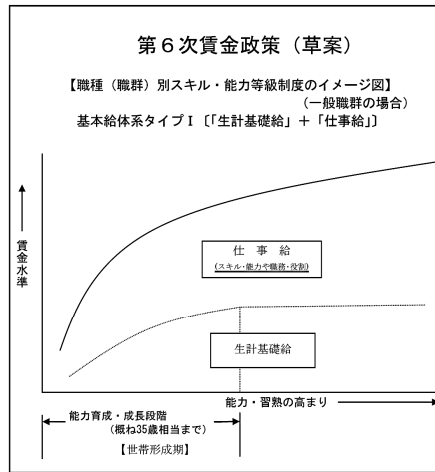 第６次賃金政策（草案）
【職種（職群）別スキル・能力等級制度のイメージ図】
（一般職群の場合）
基本給体系タイプⅠ〔「生計基礎給」＋「仕事給」〕
賃金水準
仕　事　給
(スキル・能力や職務・役割)
生計基礎給
能力・習熟の高まり
能力育成・成長段階
（概ね35歳相当まで）
【世帯形成期】